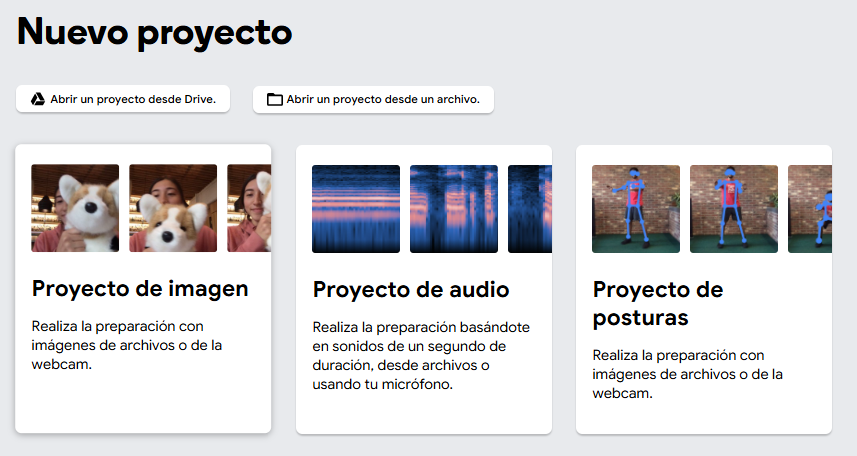 Nuevo proyecto
Abrir un proyecto desde Drive.
Abrir un proyecto desde un archivo.
Proyecto de imagen
Realiza la preparación con
imágenes de archivos o de la
webcam.
Proyecto de audio
Realiza la preparación basándote
en sonidos de un segundo de
duración, desde archivos o
usando tu micrófono.
Proyecto de
posturas
Realiza la preparación con
imágenes de archivos o de la
webcam.